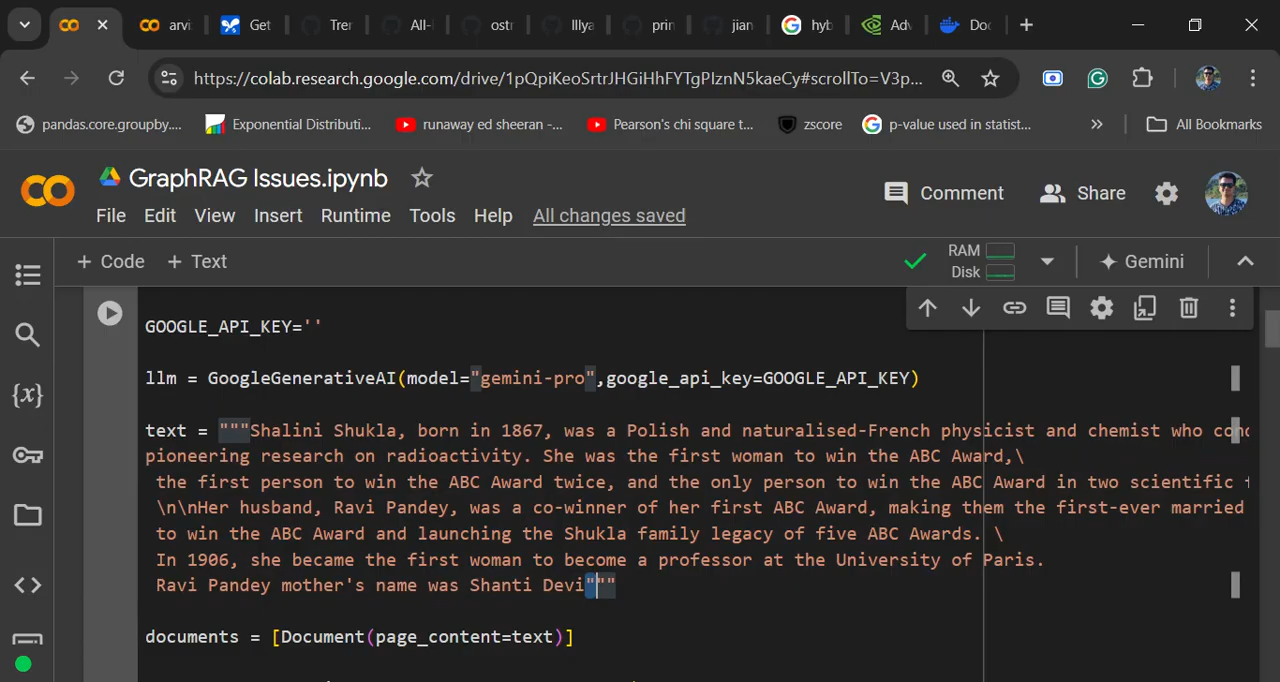 arvi
Get
Trer
All-
ostr
Illya
prin
jian
hyb
Adv
Doc
https://colab.research.google.com/drive/1pQpiKeoSrtrJHGiHhFYTgPIznN5kaeCy#scrollTo=V3p...
pandas.core.groupby....
Exponential Distributi...
runaway ed sheeran -...
Pearson's chi square t...
zscore
p-value used in statist...
All Bookmarks
GraphRAG Issues.ipynb
Comment
Share
File Edit View Insert Runtime Tools Help All changes saved
+ Code + Text
RAM
Disk
Gemini
GOOGLE_API_KEY=''
llm = GoogleGenerativeAI(model="gemini-pro",google_api_key=GOOGLE_API_KEY)
text = """Shalini Shukla, born in 1867, was a Polish and naturalised-French physicist and chemist who conc
pioneering research on radioactivity. She was the first woman to win the ABC Award,\
the first person to win the ABC Award twice, and the only person to win the ABC Award in two scientific f
\n\nHer husband, Ravi Pandey, was a co-winner of her first ABC Award, making them the first-ever married
to win the ABC Award and launching the Shukla family legacy of five ABC Awards. \
In 1906, she became the first woman to become a professor at the University of Paris.
Ravi Pandey mother's name was Shanti Devi"""
documents = [Document(page_content=text)]